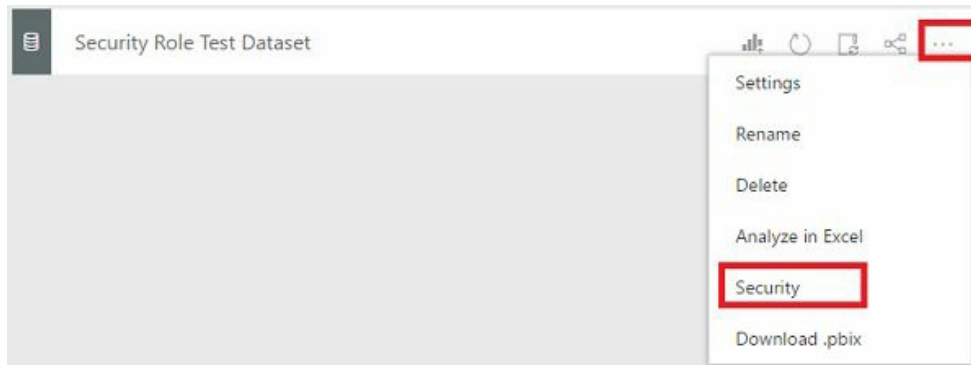 Security Role Test Dataset
Settings
Rename
Delete
Analyze in Excel
Security
Download .pbix